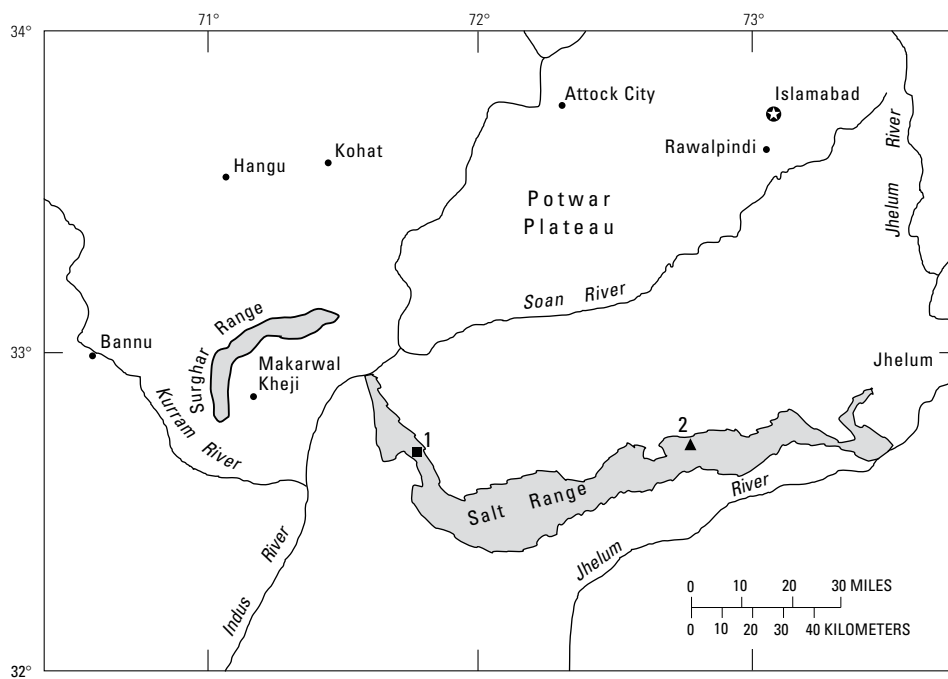 71°
72°
73°
34°
Attock City
Islamabad
Rawalpindi
Jhelum River
Kohat
Hangu
Potwar
Plateau
Soan River
Surghar Range
33°
Bannu
Makarwal
Kheji
Jhelum
Kurram River
1
2
Salt Range
Jhelum River
Indus River
0 10 20 30 MILES
0 10 20 30 40 KILOMETERS
32°